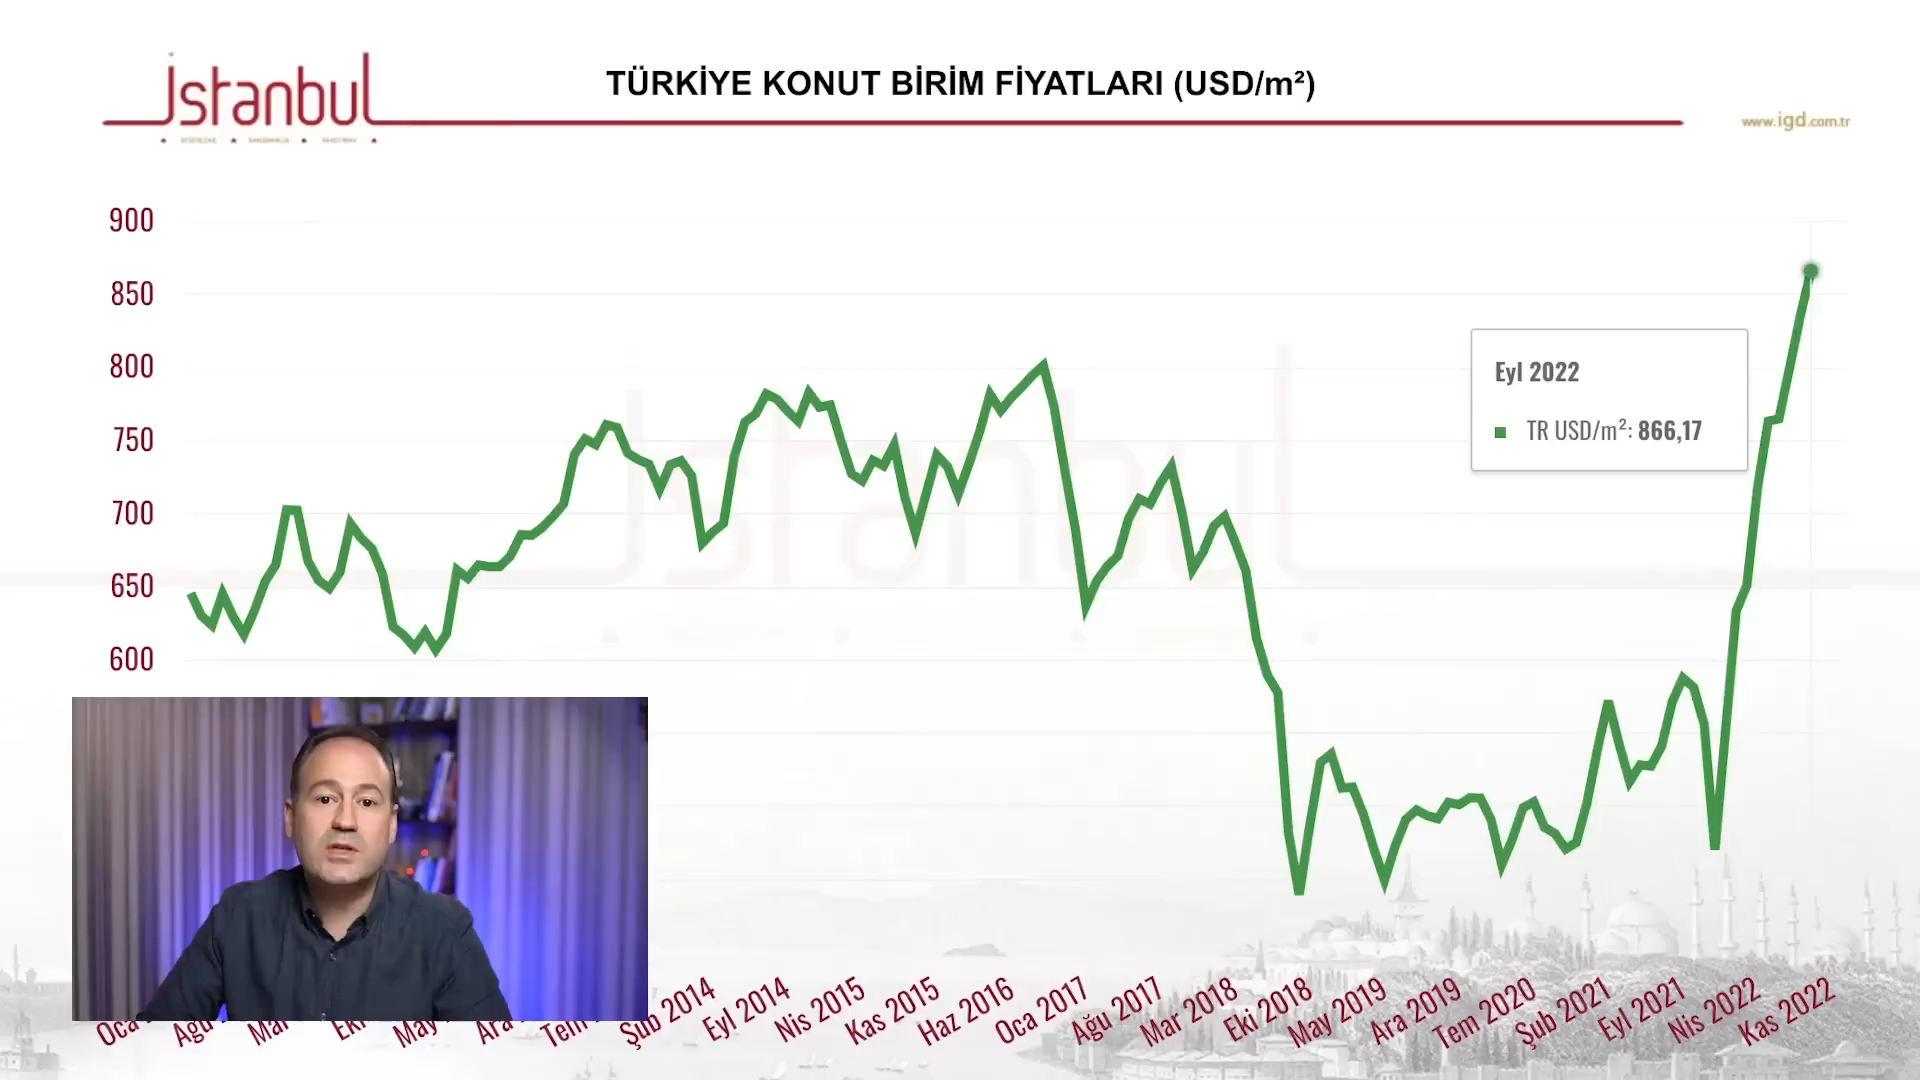 istanbul
TÜRKİYE KONUT BİRİM FİYATLARI (USD/m²)
www.igd.com.tr
900
850
800
750
700
650
600
Eyl 2022
TR USD/m²: 866,17
Şub 2014
Eyl 2014
Nis 2015
Kas 2015
Haz 2016
Oca 2017
Ağu 2017
Mar 2018
Eki 2018
May 2019
Ara 2019
Tem 2020
Şub 2021
Eyl 2021
Nis 2022
Kas 2022